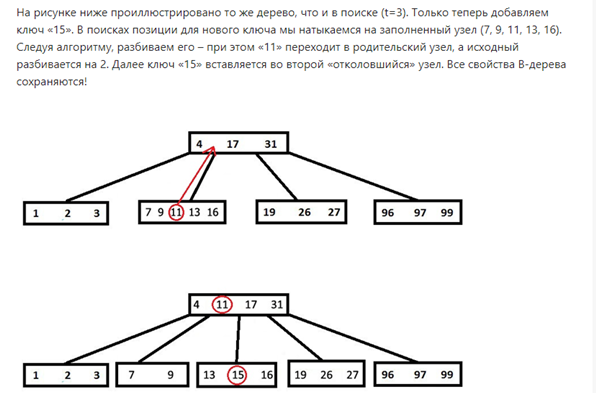 На рисунке ниже проиллюстрировано то же дерево, что и в поиске (t=3). Только теперь добавляем
ключ «15». В поисках позиции для нового ключа мы натыкаемся на заполненный узел (7, 9, 11, 13, 16).
Следуя алгоритму, разбиваем его – при этом «11» переходит в родительский узел, а исходный
разбивается на 2. Далее ключ «15» вставляется во второй «отколовшийся» узел. Все свойства B-дерева
сохраняются!
4 17 31
1 2 3 7 9 11 13 16 19 26 27 96 97 99
4 11 17 31
1 2 3 7 9 13 15 16 19 26 27 96 97 99